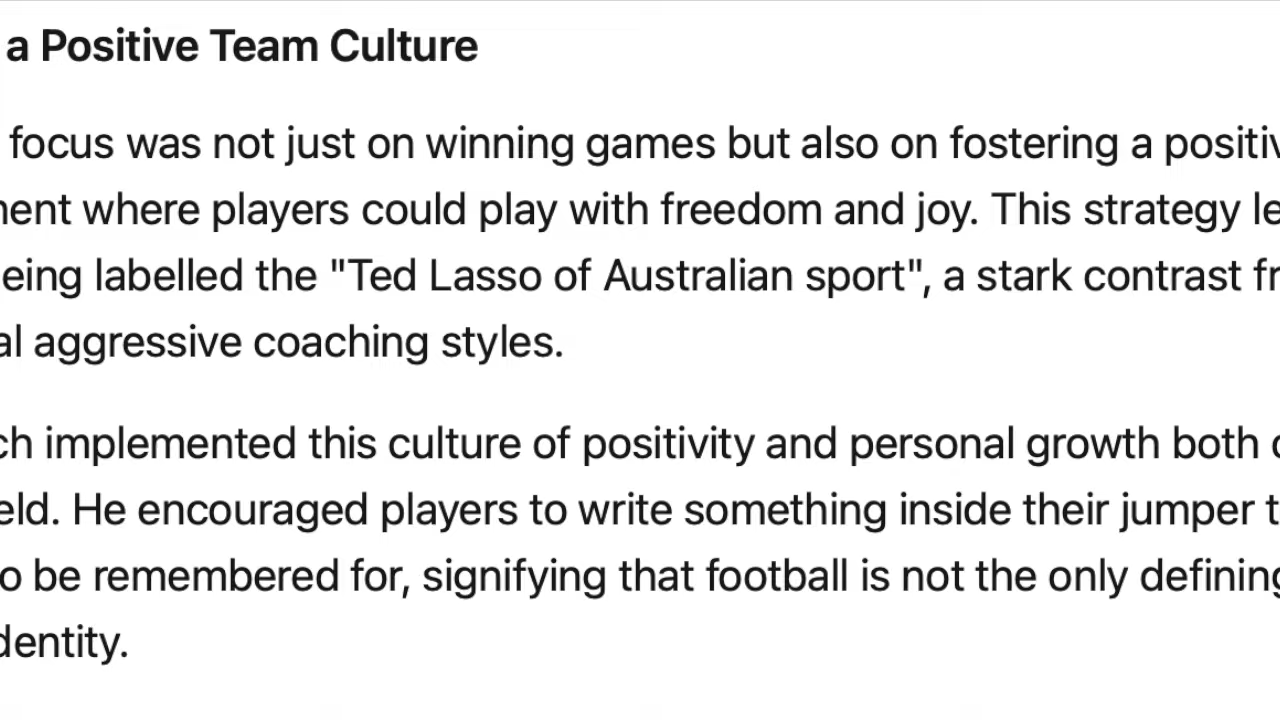 a Positive Team Culture
focus was not just on winning games but also on fostering a positiv
ent where players could play with freedom and joy. This strategy le
eing labelled the "Ted Lasso of Australian sport", a stark contrast fr
al aggressive coaching styles.
ch implemented this culture of positivity and personal growth both
eld. He encouraged players to write something inside their jumper t
o be remembered for, signifying that football is not the only defining
dentity.